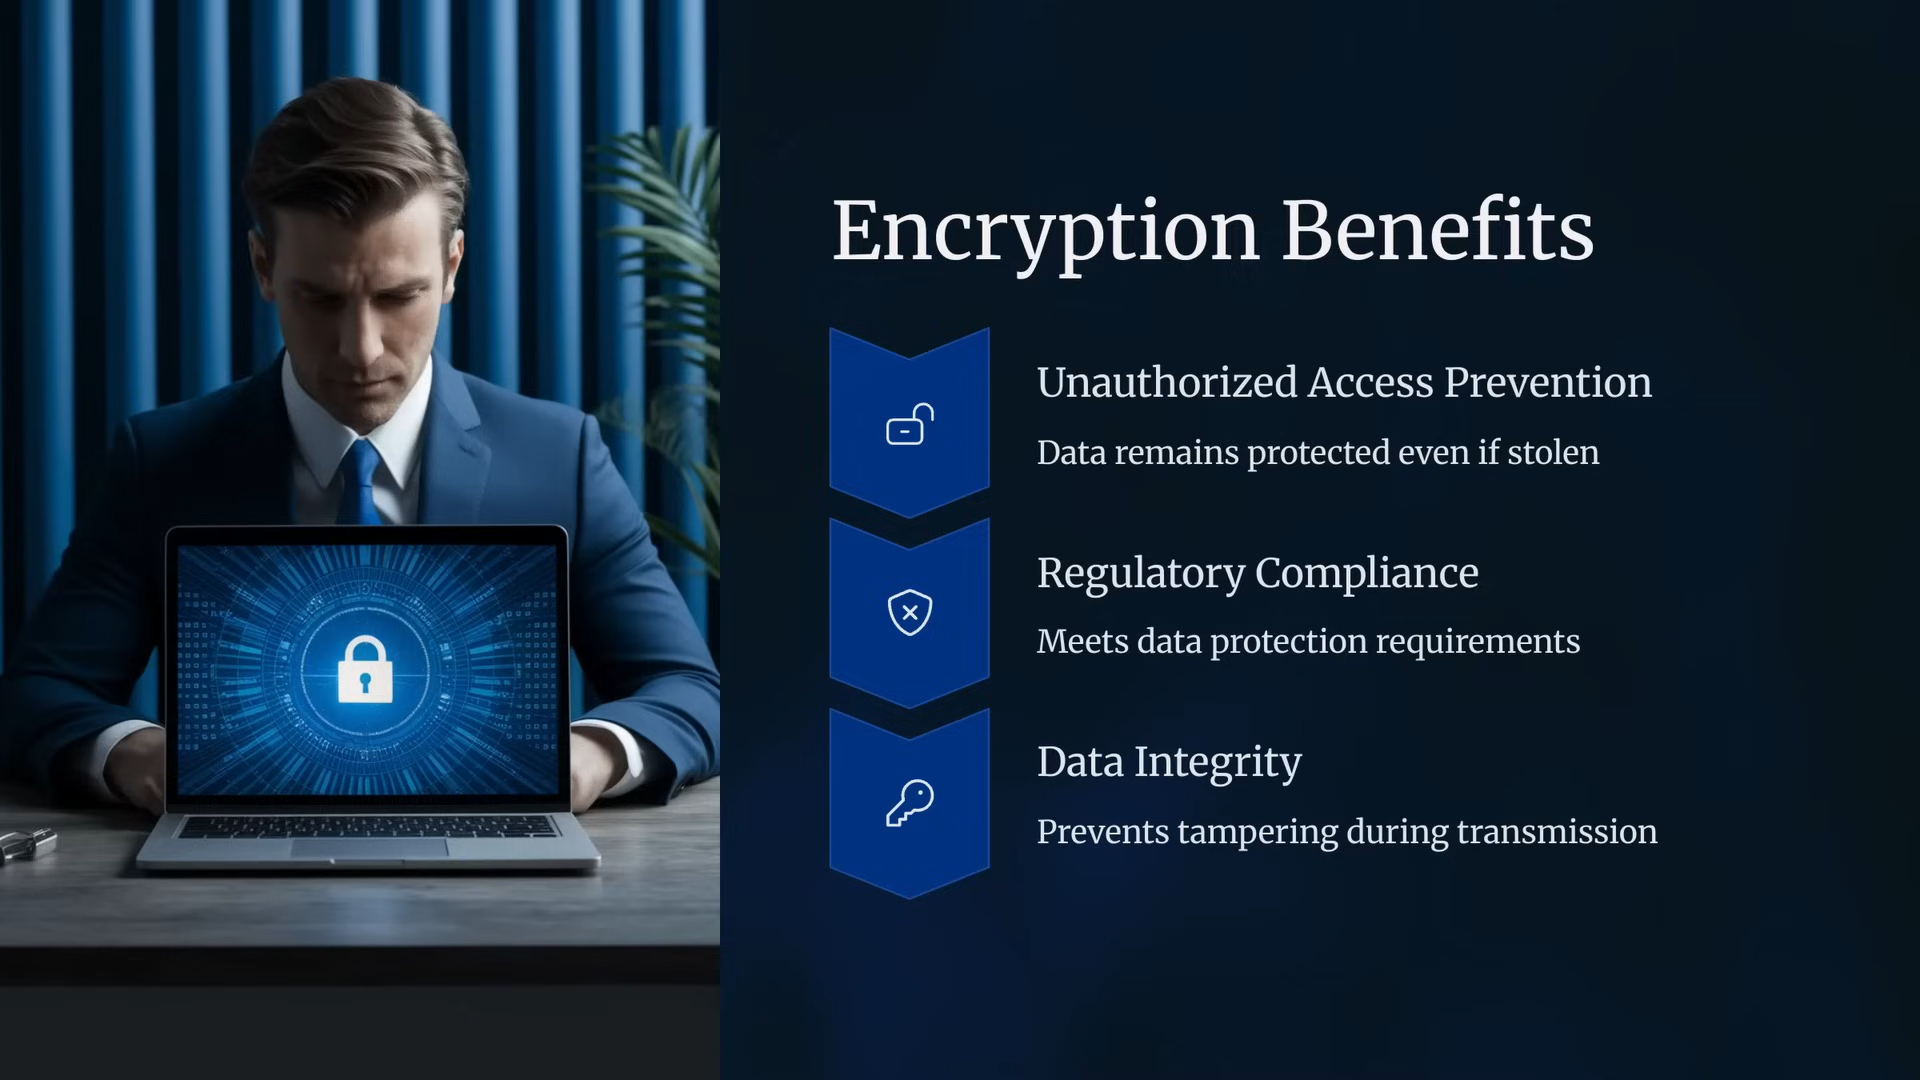 Encryption Benefits
Unauthorized Access Prevention
Data remains protected even if stolen
Regulatory Compliance
Meets data protection requirements
Data Integrity
Prevents tampering during transmission